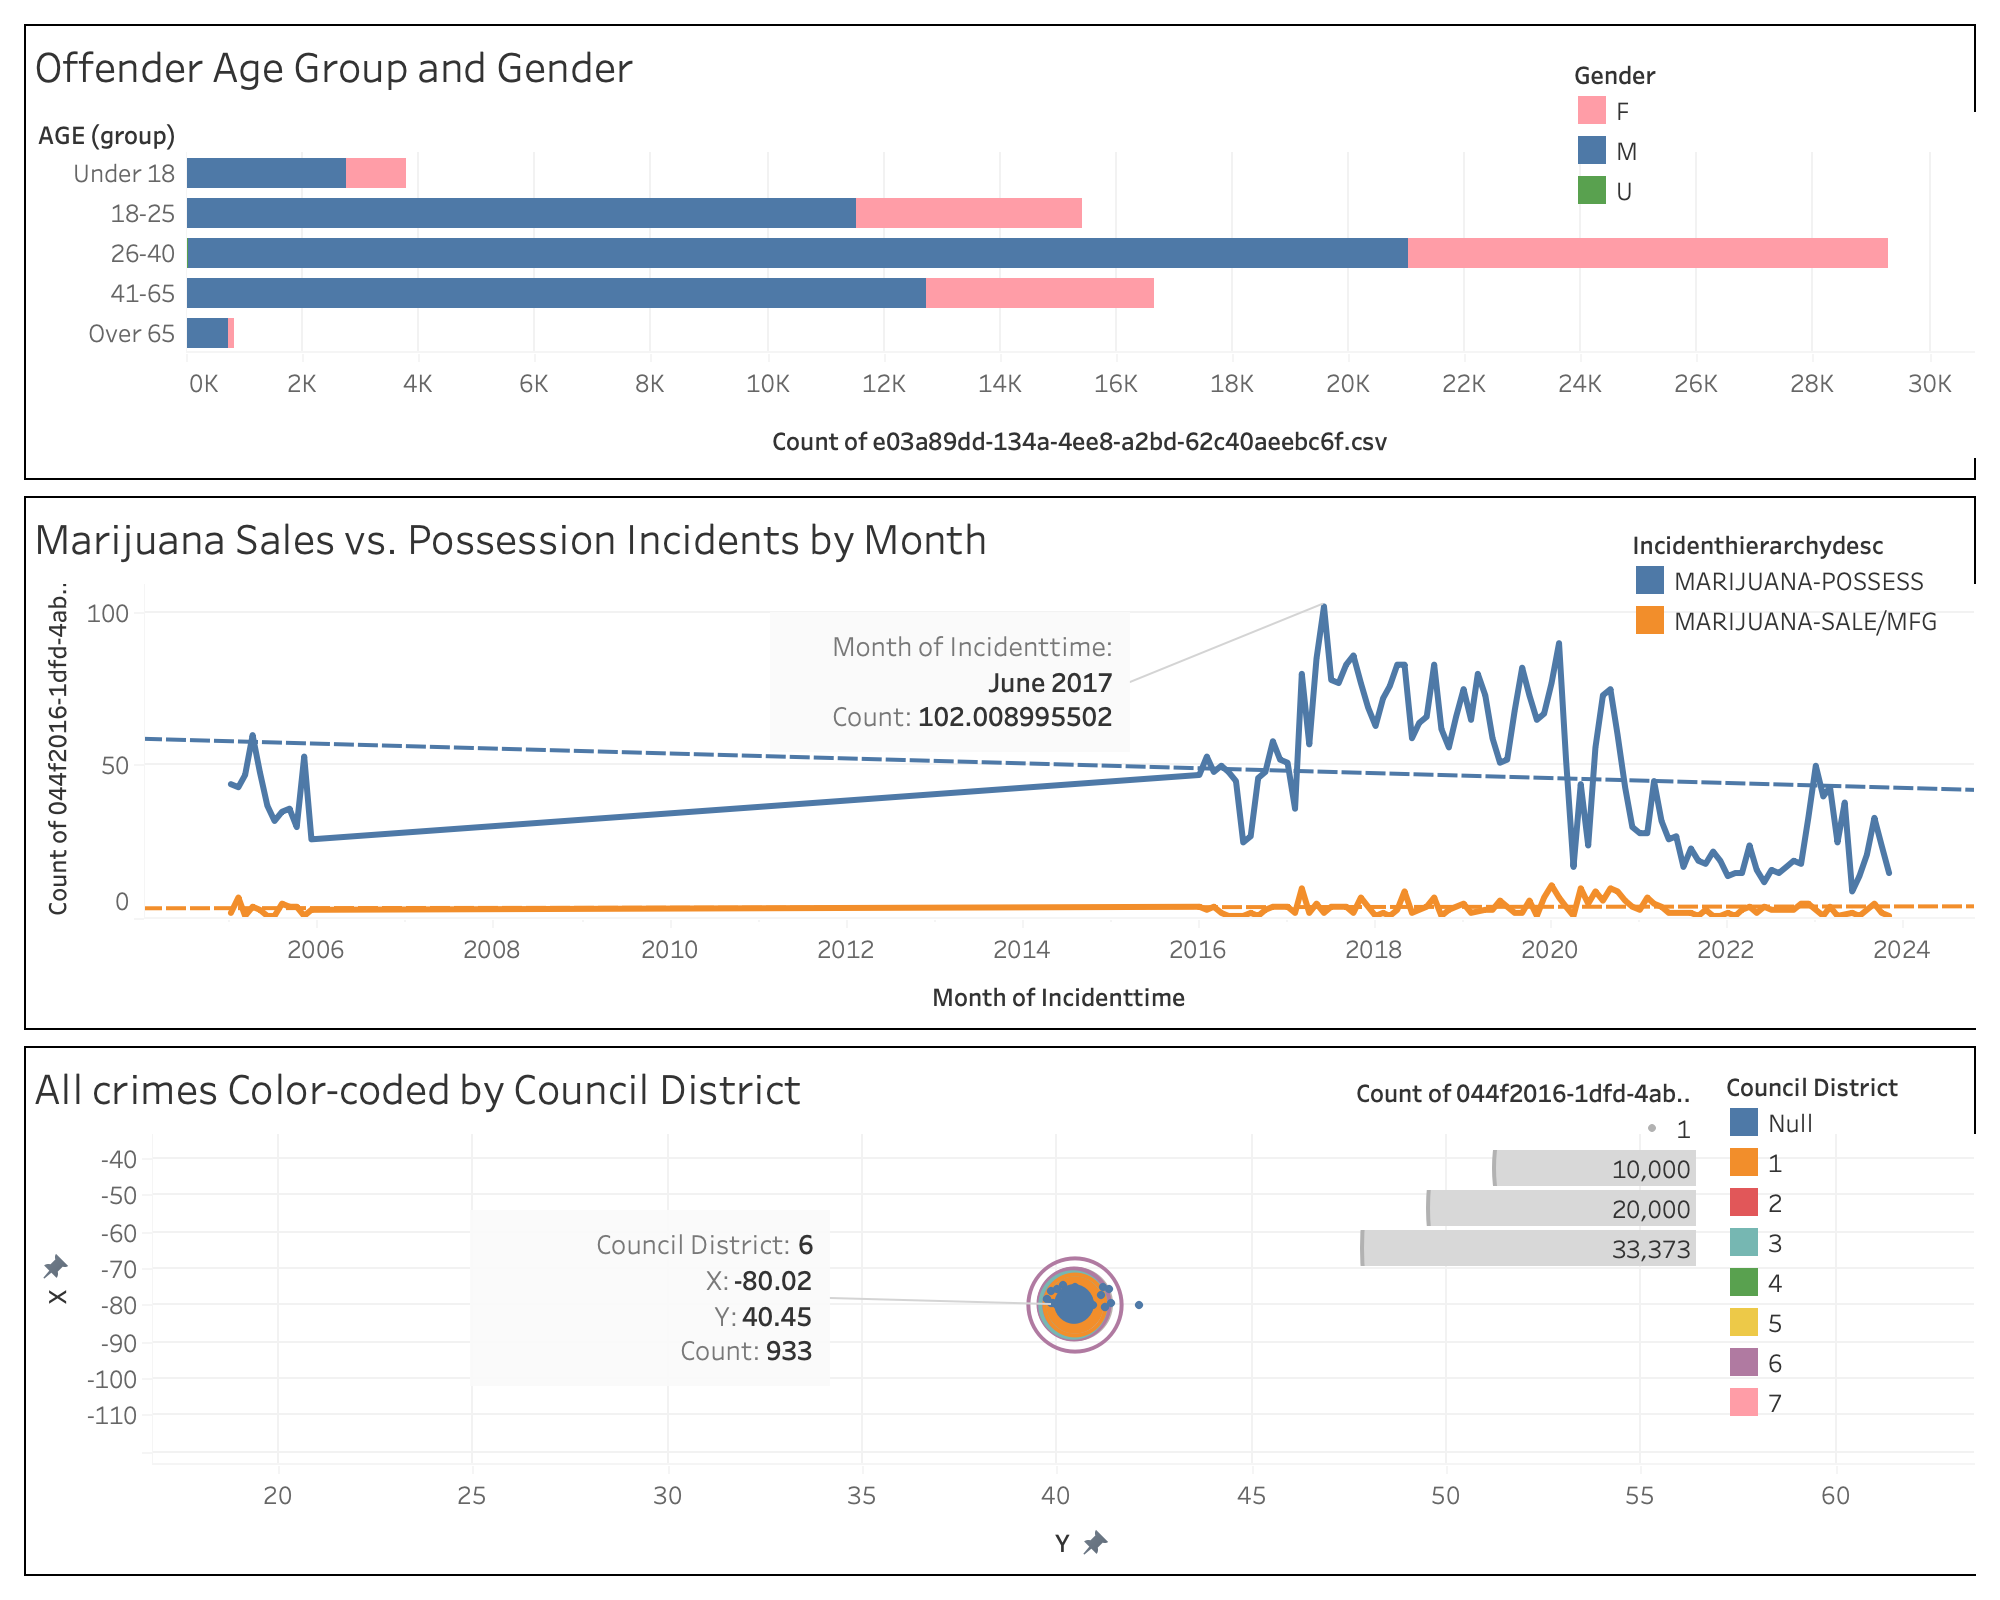 Offender Age Group and Gender
Gender
F
M
U
AGE (group)
Under 18
18-25
26-40
41-65
Over 65
0K 2K 4K 6K 8K 10K 12K 14K 16K 18K 20K 22K 24K 26K 28K 30K
Count of e03a89dd-134a-4ee8-a2bd-62c40aeebc6f.csv
Marijuana Sales vs. Possession Incidents by Month
Incidenthierarchydesc
MARIJUANA-POSSESS
MARIJUANA-SALE/MFG
Count of 044f2016-1dfd-4ab..
100
50
0
Month of Incidenttime:
June 2017
Count: 102.008995502
2006 2008 2010 2012 2014 2016 2018 2020 2022 2024
Month of Incidenttime
All crimes Color-coded by Council District
Count of 044f2016-1dfd-4ab..
1
10,000
20,000
33,373
Council District
Null
1
2
3
4
5
6
7
X
-40
-50
-60
-70
-80
-90
-100
-110
Council District: 6
X: -80.02
Y: 40.45
Count: 933
20 25 30 35 40 45 50 55 60
Y